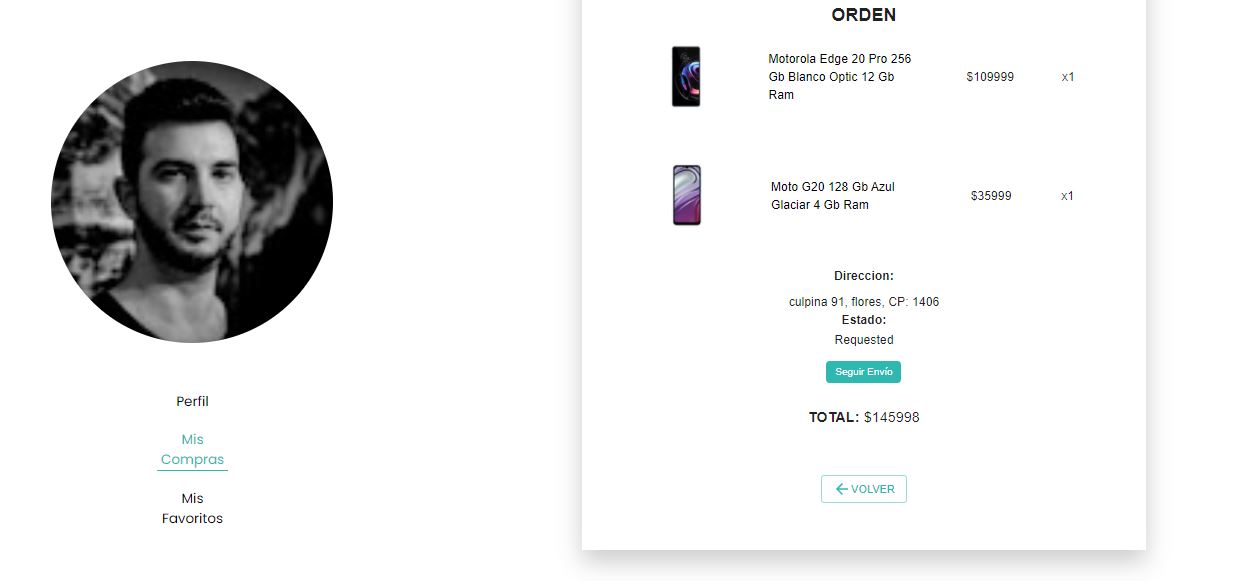 Perfil
Mis
Compras
Mis
Favoritos
ORDEN
Motorola Edge 20 Pro 256
Gb Blanco Optic 12 Gb
Ram
$109999
x1
Moto G20 128 Gb Azul
Glaciar 4 Gb Ram
$35999
x1
Direccion:
culpina 91, flores, CP: 1406
Estado:
Requested
Seguir Envío
TOTAL: $145998
VOLVER